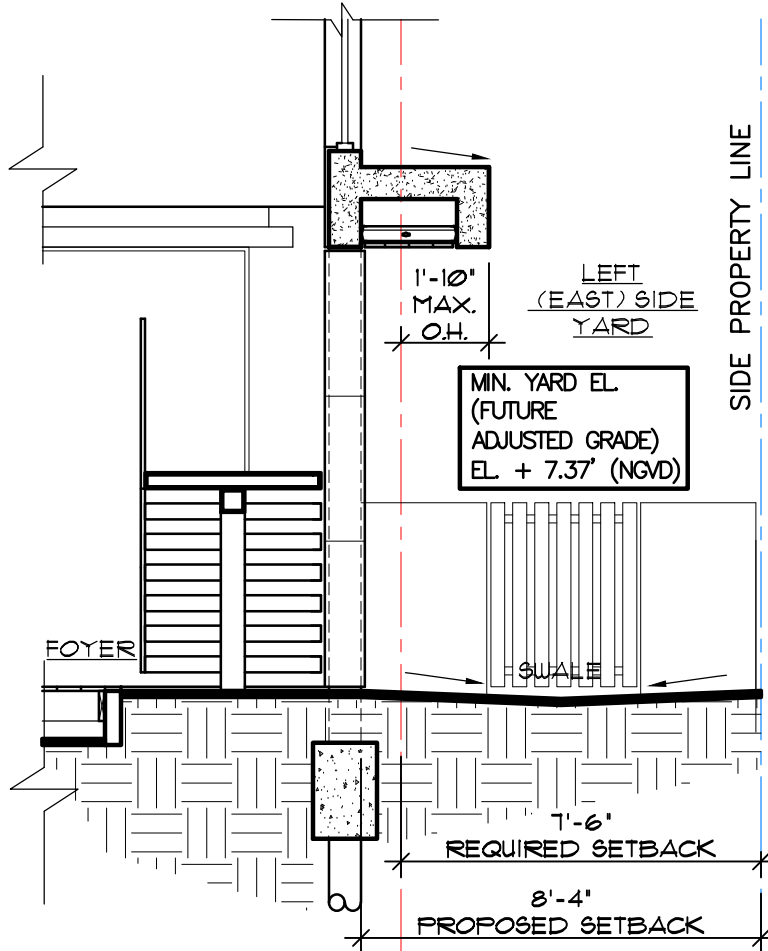 SIDE PROPERTY LINE
1'-10"
MAX.
O.H.
LEFT
(EAST) SIDE
YARD
MIN. YARD EL.
(FUTURE
ADJUSTED GRADE)
EL. + 7.37' (NGVD)
FOYER
SWALE
7'-6"
REQUIRED SETBACK
8'-4"
PROPOSED SETBACK